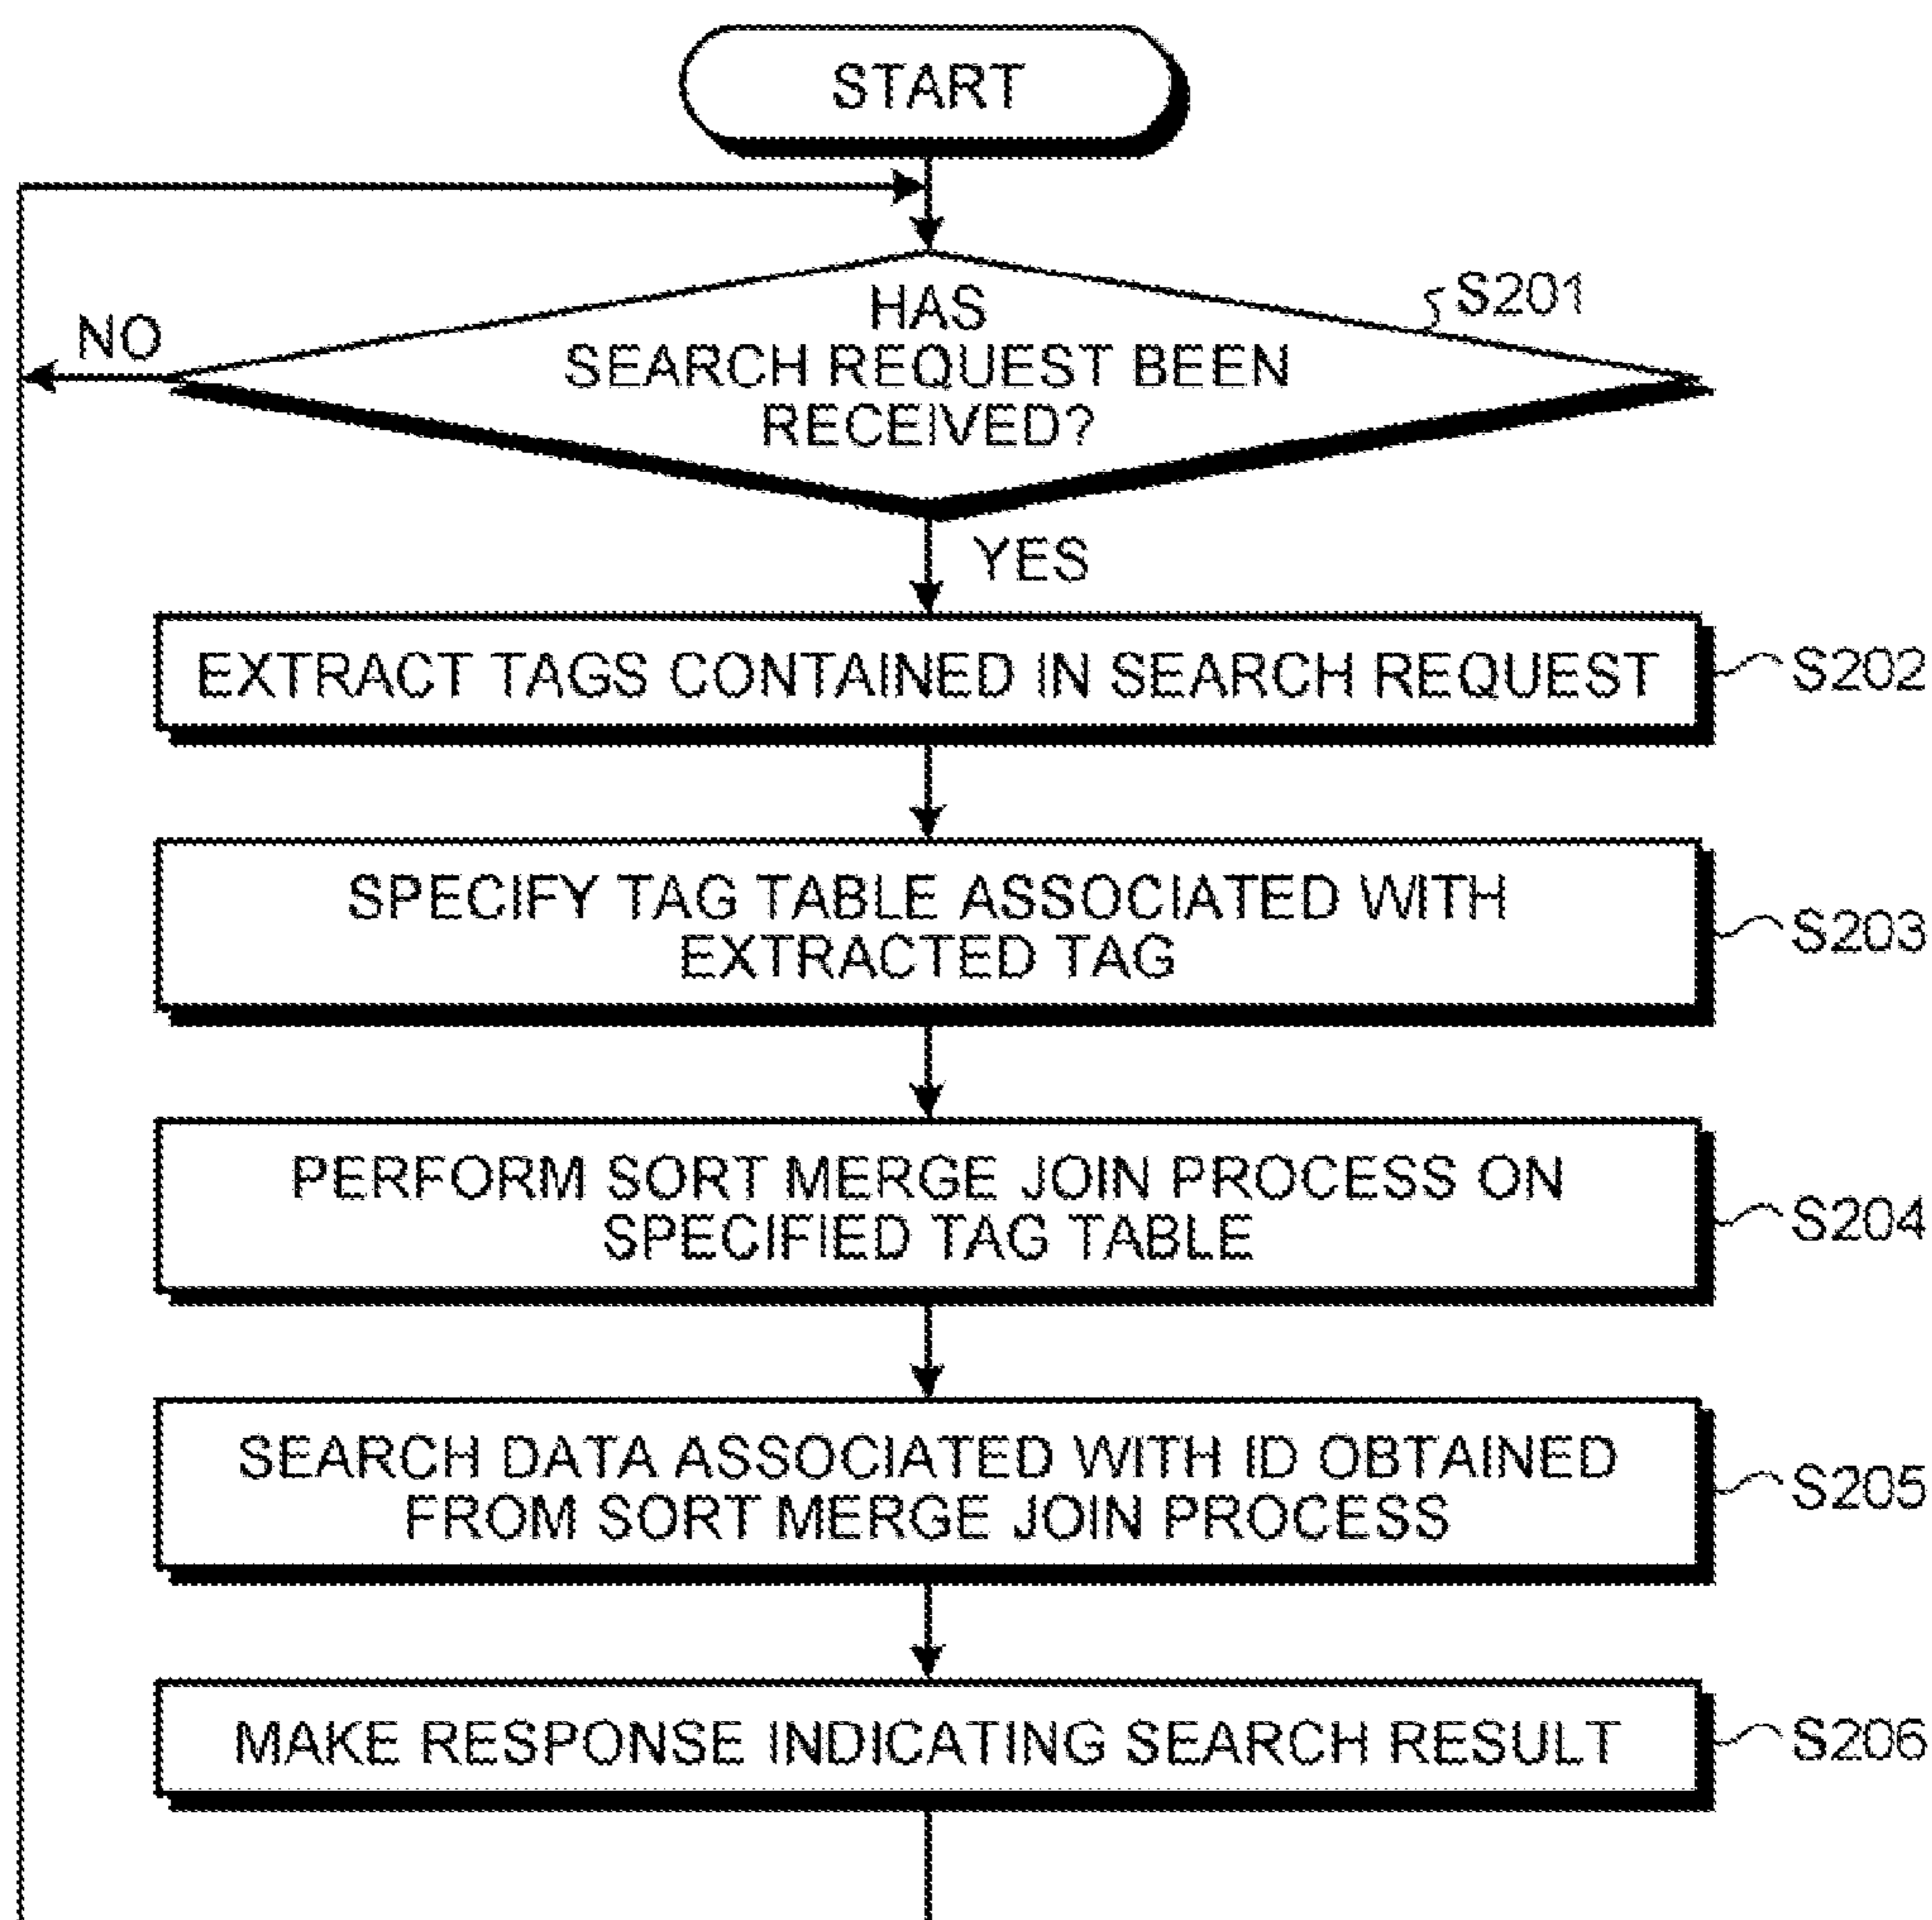 START
HAS
S201
NO
SEARCH REQUEST BEEN
RECEIVED?
YES
EXTRACT TAGS CONTAINED IN SEARCH REQUEST
S202
SPECIFY TAG TABLE ASSOCIATED WITH
EXTRACTED TAG
S203
PERFORM SORT MERGE JOIN PROCESS ON
SPECIFIED TAG TABLE
S204
SEARCH DATA ASSOCIATED WITH ID OBTAINED
FROM SORT MERGE JOIN PROCESS
S205
MAKE RESPONSE INDICATING SEARCH RESULT
S206